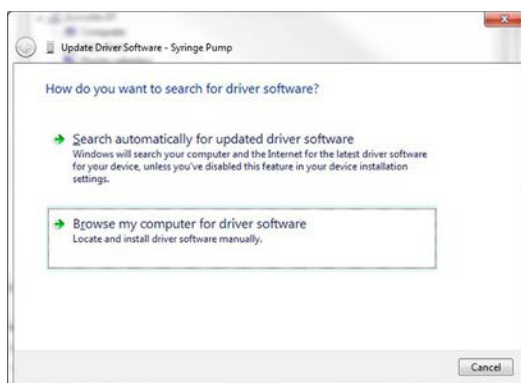 Computer
Update Driver Software - Syringe Pump
How do you want to search for driver software?
Search automatically for updated driver software
Windows will search your computer and the Internet for the latest driver software
for your device, unless you've disabled this feature in your device installation
settings.
Browse my computer for driver software
Locate and install driver software manually.
Cancel